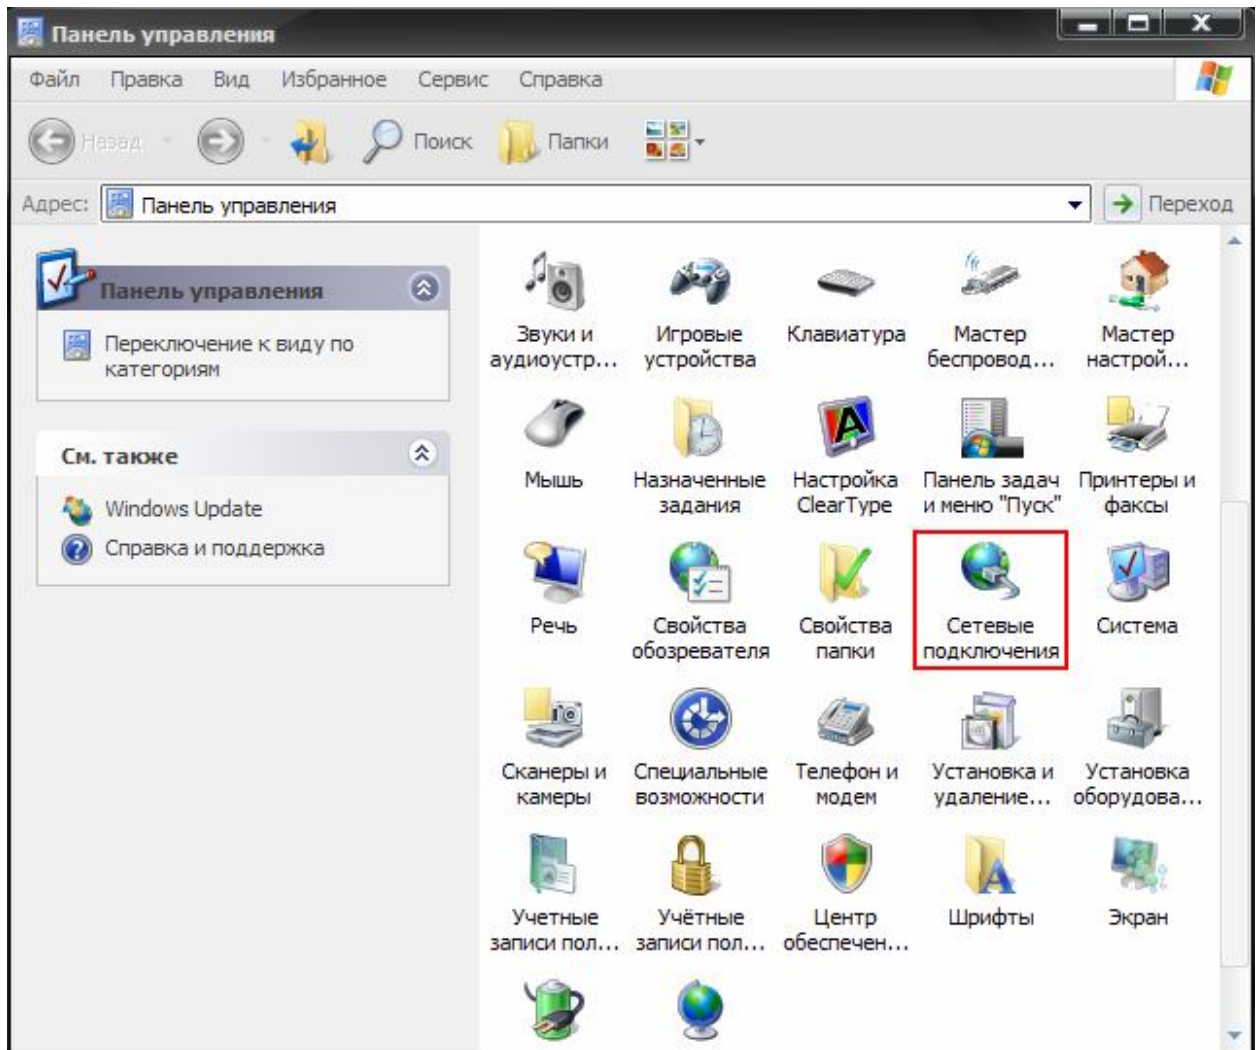 Панель управления
Файл Правка Вид Избранное Сервис Справка
Назад Поиск Папки
Адрес: Панель управления Переход
Панель управления
Переключение к виду по
категориям
См. также
Windows Update
Справка и поддержка
Звуки и
аудиоустр...
Игровые
устройства
Клавиатура
Мастер
беспровод...
Мастер
настрой...
Мышь
Назначенные
задания
Настройка
ClearType
Панель задач
и меню "Пуск"
Принтеры и
факсы
Речь
Свойства
обозревателя
Свойства
папки
Сетевые
подключения
Система
Сканеры и
камеры
Специальные
возможности
Телефон и
модем
Установка и
удаление...
Установка
оборудова...
Учетные
записи пол...
Учётные
записи пол...
Центр
обеспечен...
Шрифты
Экран